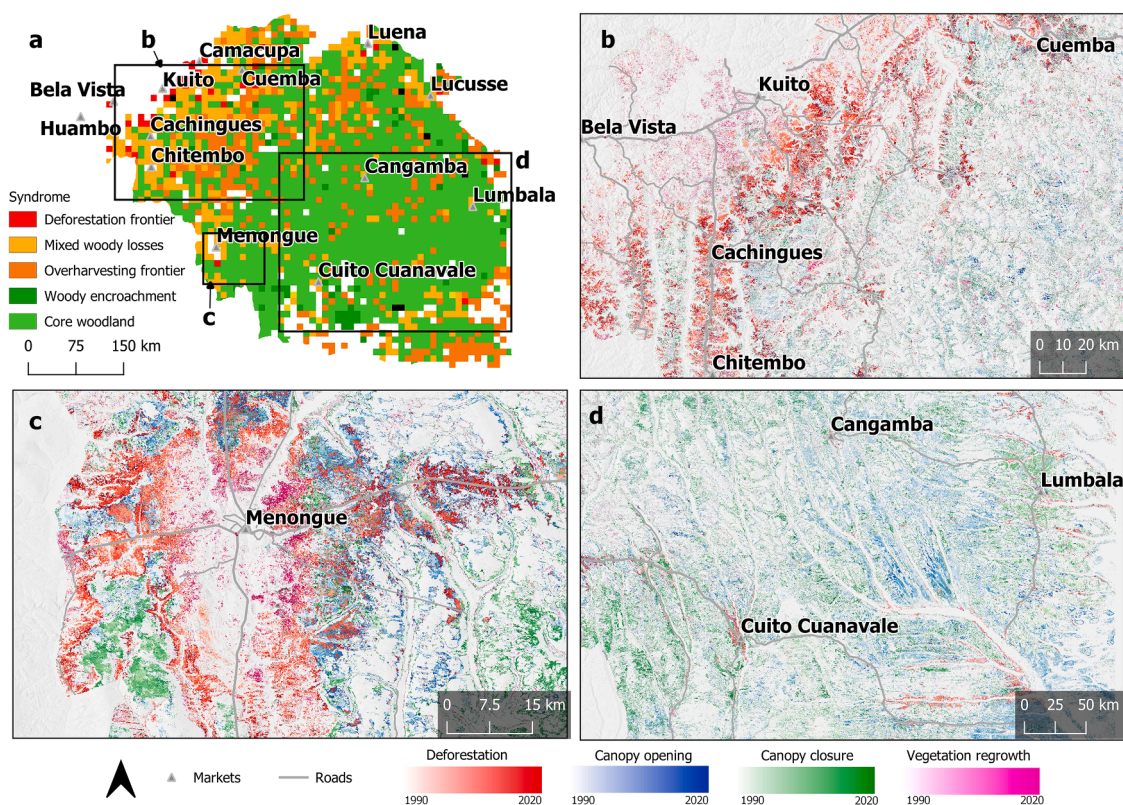 a
b
Camacupa
Luena
Bela Vista
Kuito
Cuemba
Lucusse
Huambo
Cachingues
Chitembo
d
Cangamba
Lumbala
Menongue
Cuito Cuanavale
c
Syndrome
Deforestation frontier
Mixed woody losses
Overharvesting frontier
Woody encroachment
Core woodland
0 75 150 km
b
Cuemba
Kuito
Bela Vista
Cachingues
Chitembo
0 10 20 km
c
Menongue
0 7.5 15 km
d
Cangamba
Lumbala
Cuito Cuanavale
0 25 50 km
Markets
Roads
Deforestation
1990 2020
Canopy opening
1990 2020
Canopy closure
1990 2020
Vegetation regrowth
1990 2020